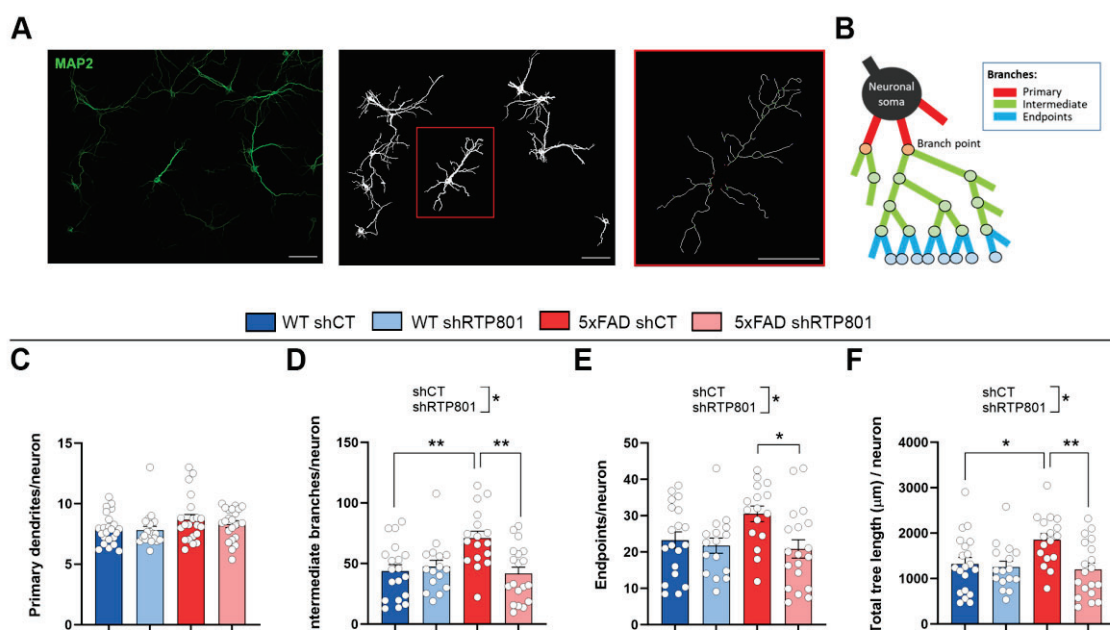 A
MAP2
B
Neuronal
soma
Branch point
Branches:
Primary
Intermediate
Endpoints
WT shCT
WT shRTP801
5xFAD shCT
5xFAD shRTP801
C
Primary dendrites/neuron
15
10
5
0
D
shCT
shRTP801
*
**
**
ntermediate branches/neuron
150
100
50
0
E
shCT
shRTP801
*
*
Endpoints/neuron
50
40
30
20
10
0
F
shCT
shRTP801
*
*
**
Total tree length (μm) / neuron
4000
3000
2000
1000
0